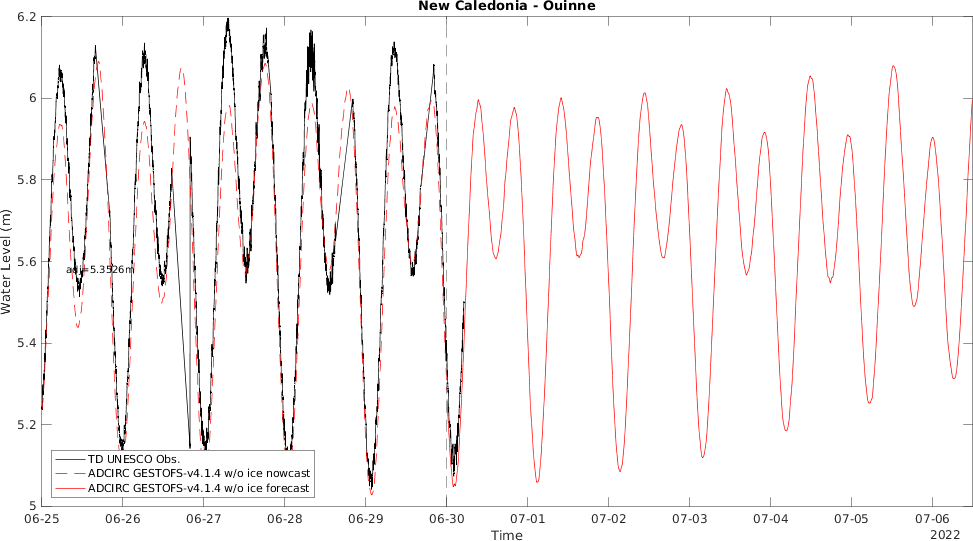 New Caledonia - Ouinne
6.2
6
5.8
5.6
5.4
5.2
5
Water Level (m)
adj=5.3526m
TD UNESCO Obs.
ADCIRC GESTOFS-v4.1.4 w/o ice nowcast
ADCIRC GESTOFS-v4.1.4 w/o ice forecast
06-25 06-26 06-27 06-28 06-29 06-30 07-01 07-02 07-03 07-04 07-05 07-06
Time
2022